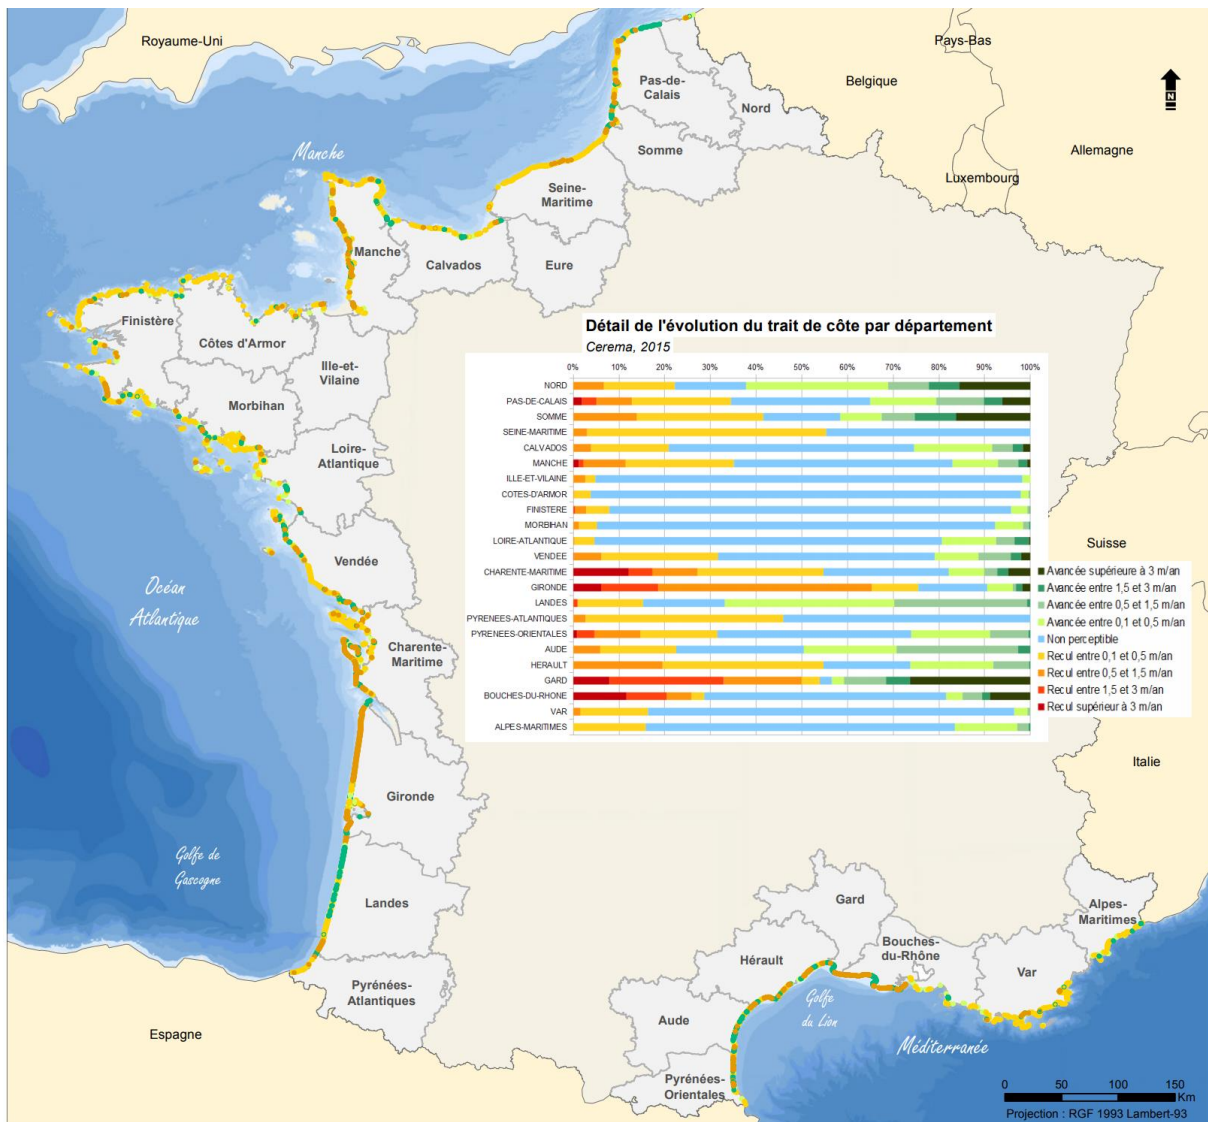 Royaume-Uni
Pays-Bas
Belgique
Allemagne
Luxembourg
N
Pas-de-
Calais
Nord
Somme
Manche
Seine-
Maritime
Manche
Calvados
Eure
Finistère
Côtes d'Armor
Ille-et-
Vilaine
Morbihan
Loire-
Atlantique
Vendée
Océan
Atlantique
Charente-
Maritime
Gironde
Golfe de
Gascogne
Landes
Pyrénées-
Atlantiques
Espagne
Détail de l'évolution du trait de côte par département
Cerema, 2015
0% 10% 20% 30% 40% 50% 60% 70% 80% 90% 100%
NORD
PAS-DE-CALAIS
SOMME
SEINE-MARITIME
CALVADOS
MANCHE
ILLE-ET-VILAINE
COTES-D'ARMOR
FINISTERE
MORBIHAN
LOIRE-ATLANTIQUE
VENDEE
CHARENTE-MARITIME
GIRONDE
LANDES
PYRENEES-ATLANTIQUES
PYRENEES-ORIENTALES
AUDE
HERAULT
GARD
BOUCHES-DU-RHONE
VAR
ALPES-MARITIMES
Avancée supérieure à 3 m/an
Avancée entre 1,5 et 3 m/an
Avancée entre 0,5 et 1,5 m/an
Avancée entre 0,1 et 0,5 m/an
Non perceptible
Recul entre 0,1 et 0,5 m/an
Recul entre 0,5 et 1,5 m/an
Recul entre 1,5 et 3 m/an
Recul supérieur à 3 m/an
Suisse
Italie
Gard
Alpes-
Maritimes
Hérault
Bouches-
du-Rhône
Var
Aude
Golfe
du Lion
Méditerranée
Pyrénées-
Orientales
0 50 100 150
Km
Projection : RGF 1993 Lambert-93